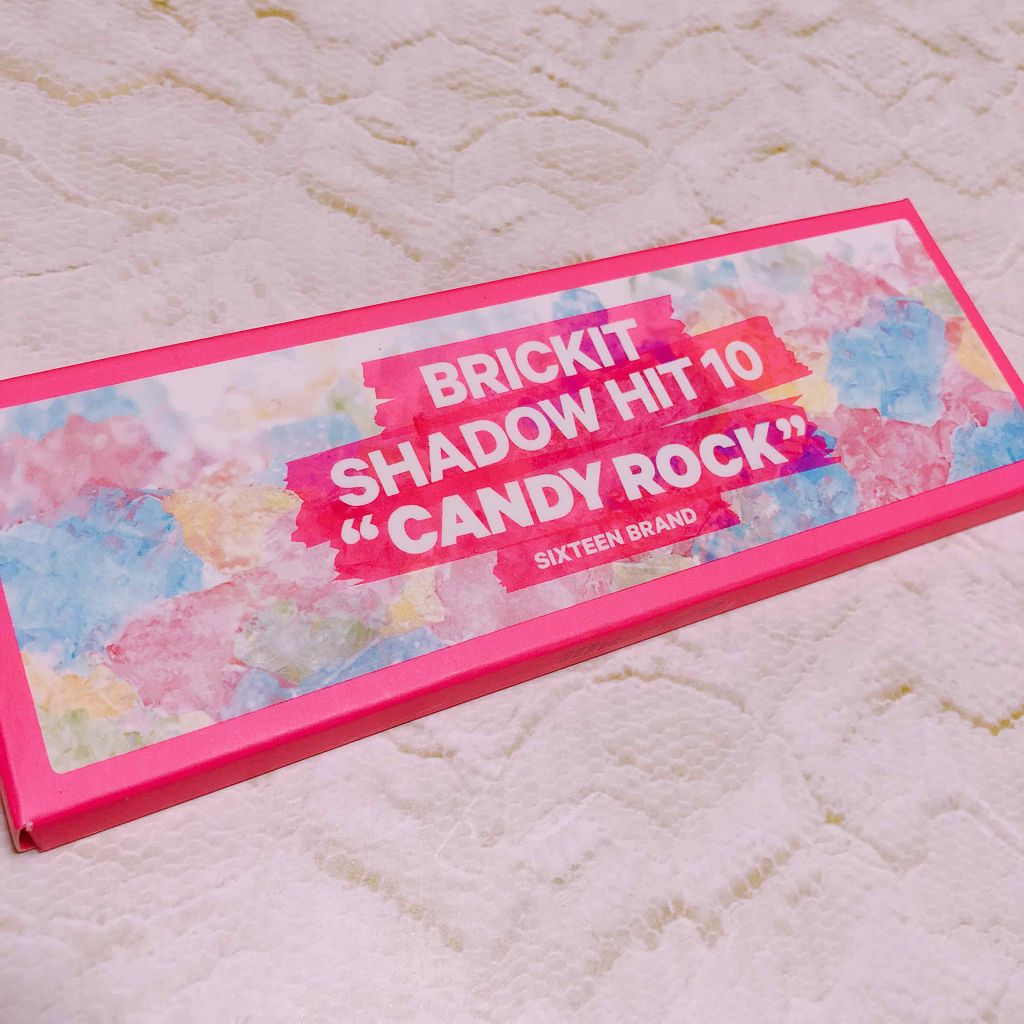 BRICKIT
SHADOW HIT 10
“CANDY ROCK”
SIXTEEN BRAND